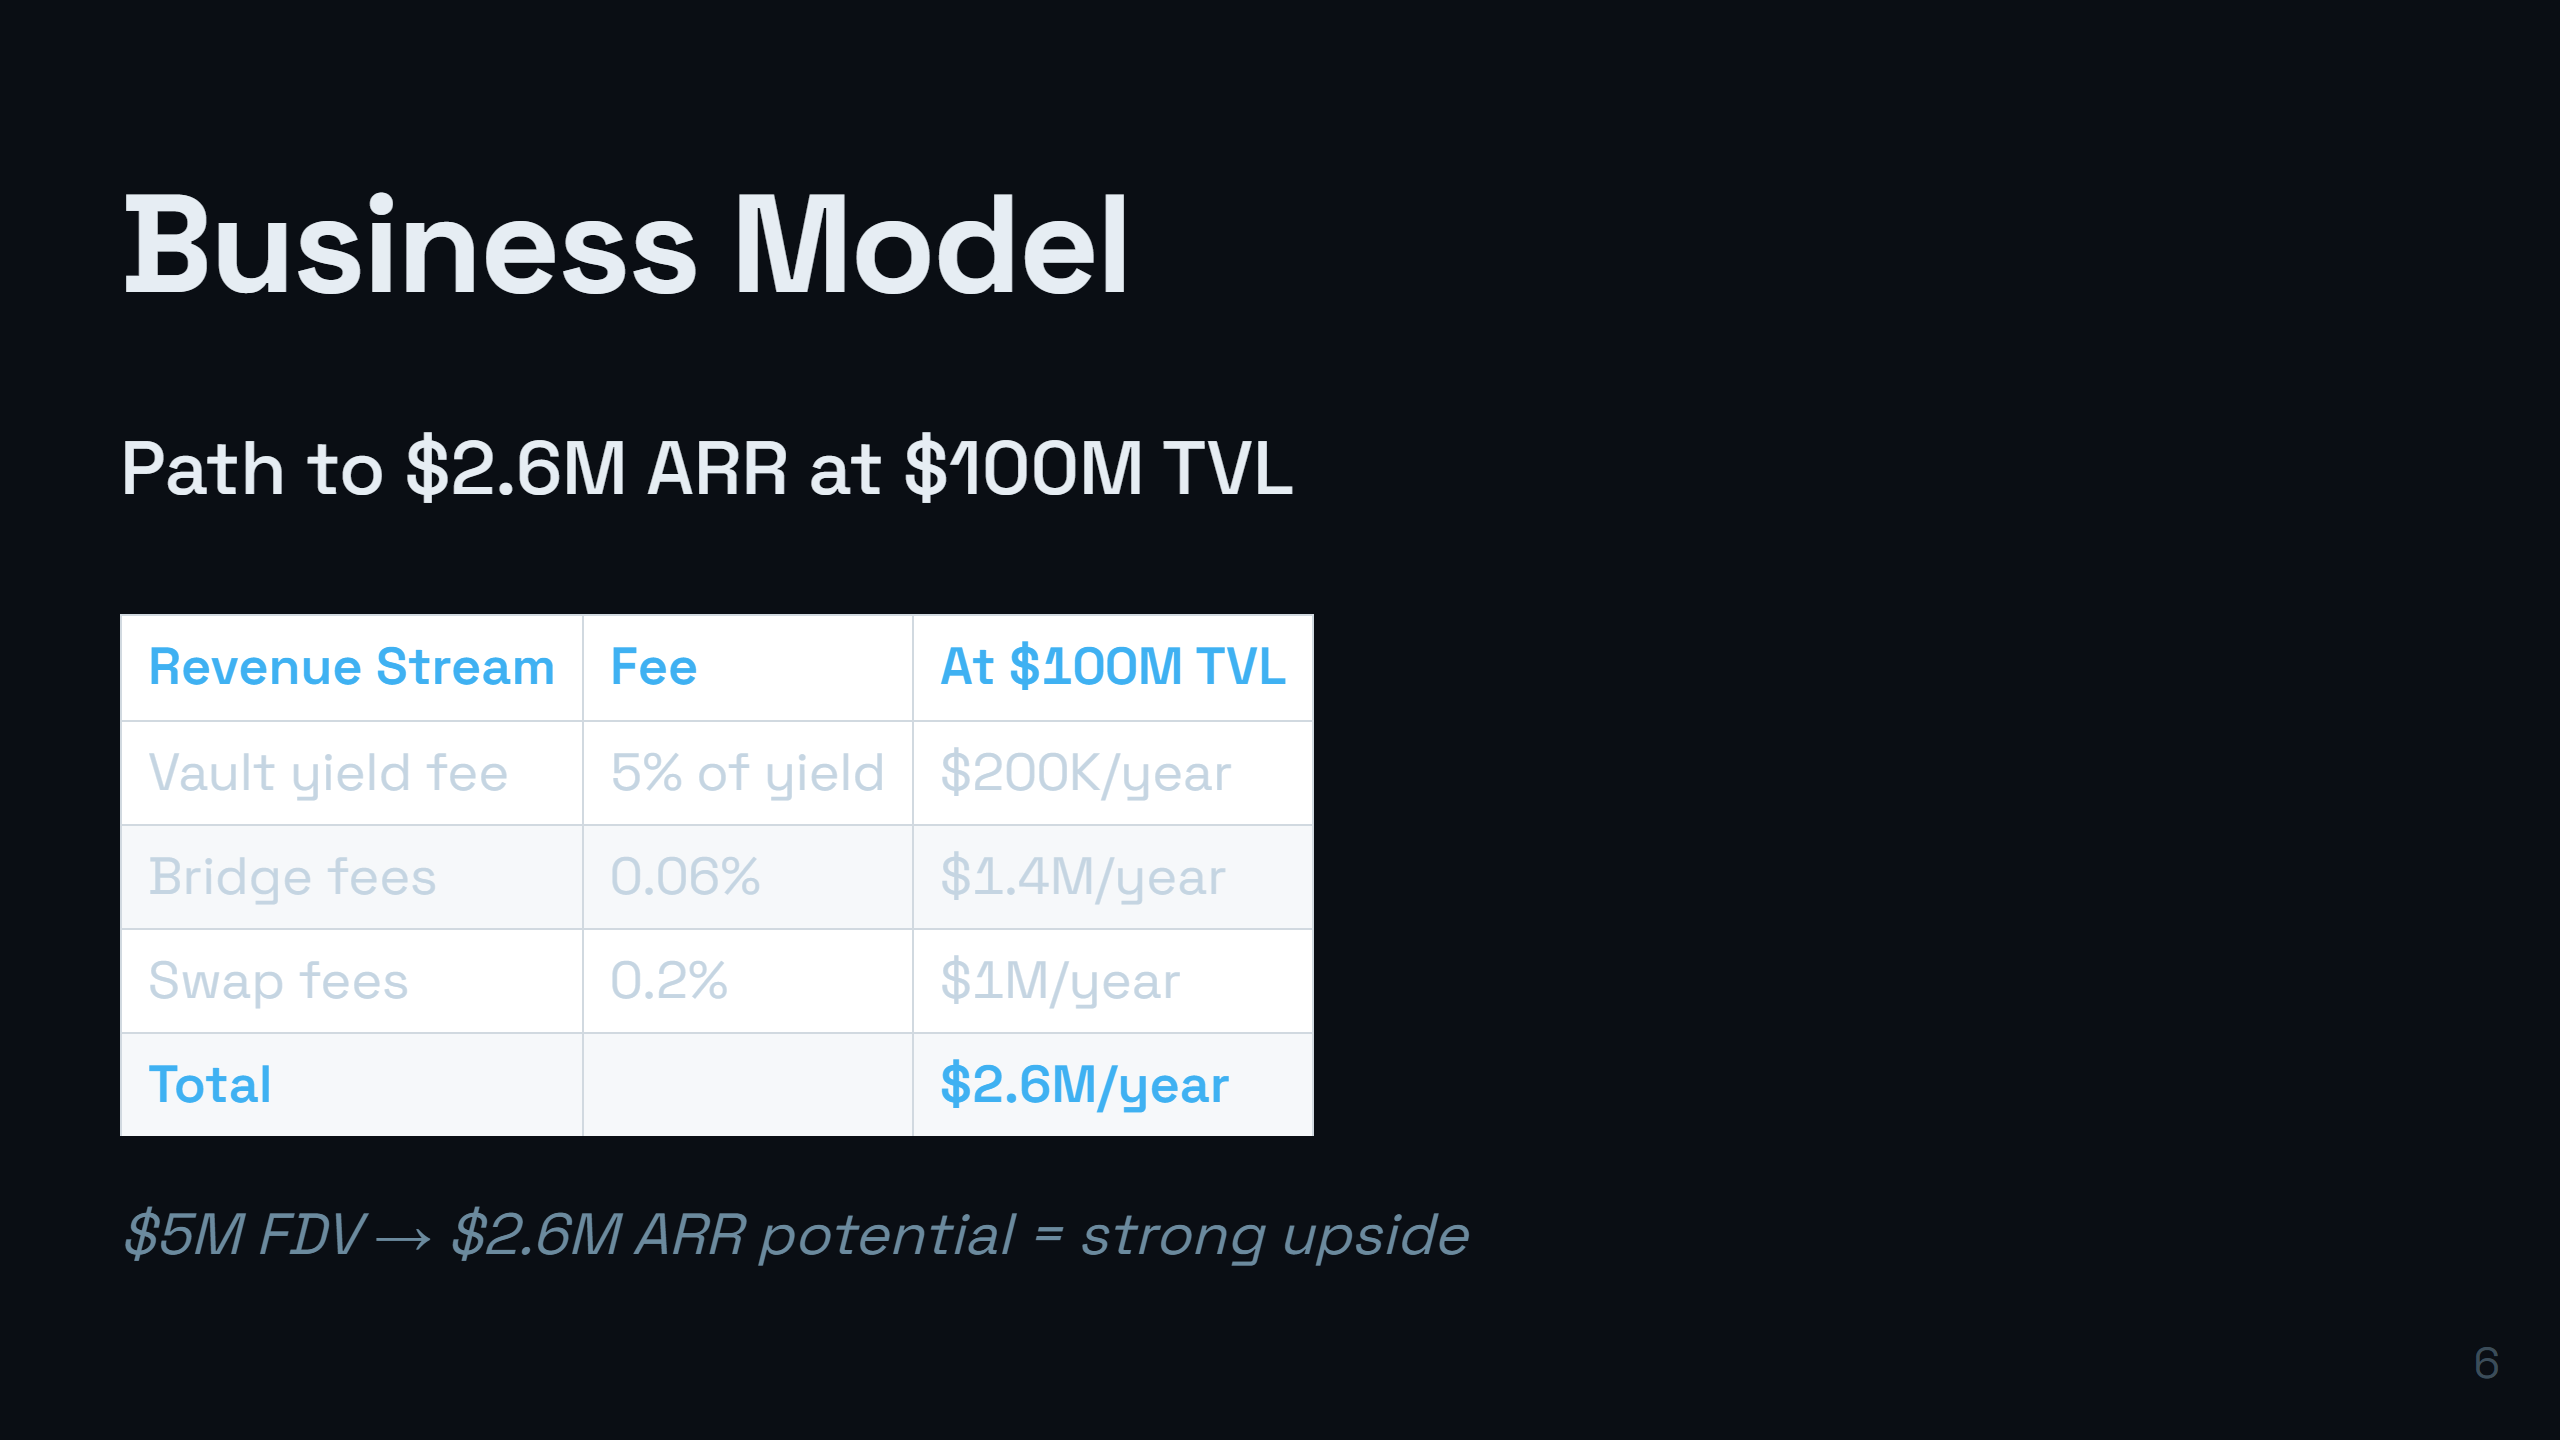 Business Model
Path to $2.6M ARR at $100M TVL
Revenue Stream Fee At $100M TVL
Vault yield fee 5% of yield $200K/year
Bridge fees 0.06% $1.4M/year
Swap fees 0.2% $1M/year
Total $2.6M/year
$5M FDV → $2.6M ARR potential = strong upside
6